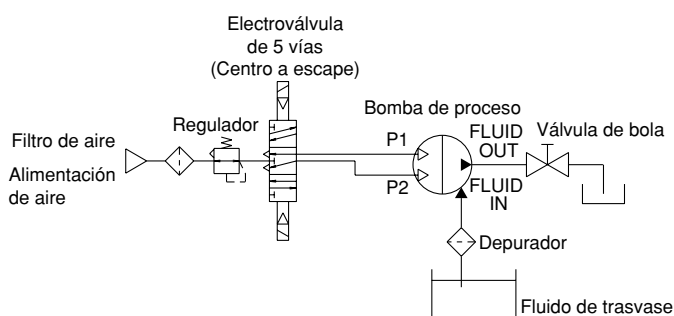 Electroválvula
de 5 vías
(Centro a escape)
Bomba de proceso
Regulador
Filtro de aire
P1
FLUID
OUT
Válvula de bola
Alimentación
de aire
P2
FLUID
IN
Depurador
Fluido de trasvase